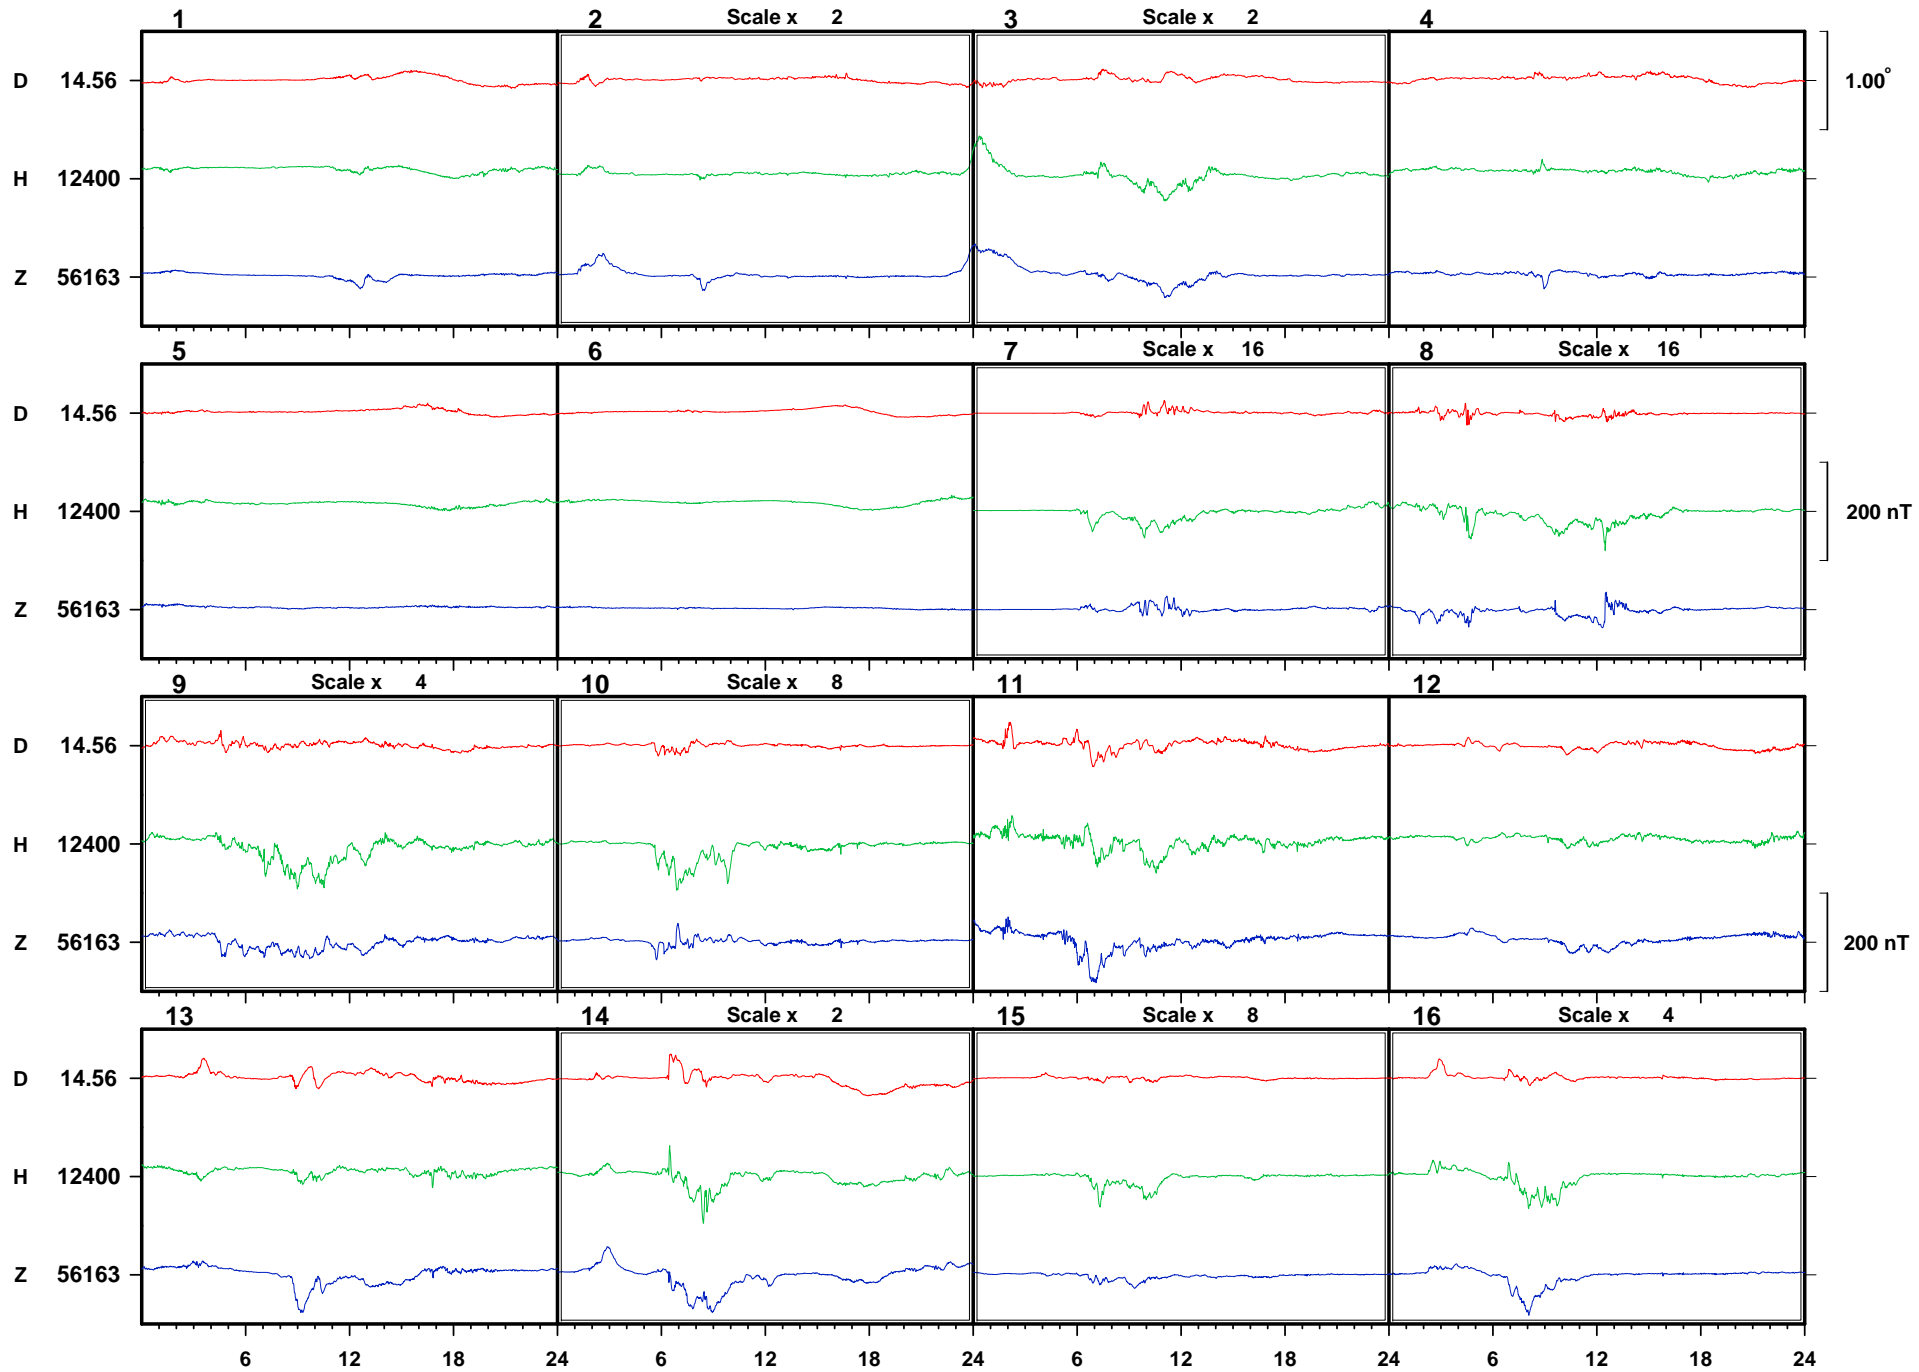 1 2 Scale x 2 3 Scale x 2 4
D 14.56 1.00°
H 12400
Z 56163
5 6 7 Scale x 16 8 Scale x 16
D 14.56
H 12400 200 nT
Z 56163
9 Scale x 4 10 Scale x 8 11 12
D 14.56
H 12400
Z 56163 200 nT
13 14 Scale x 2 15 Scale x 8 16 Scale x 4
D 14.56
H 12400
Z 56163
6 12 18 24 6 12 18 24 6 12 18 24 6 12 18 24